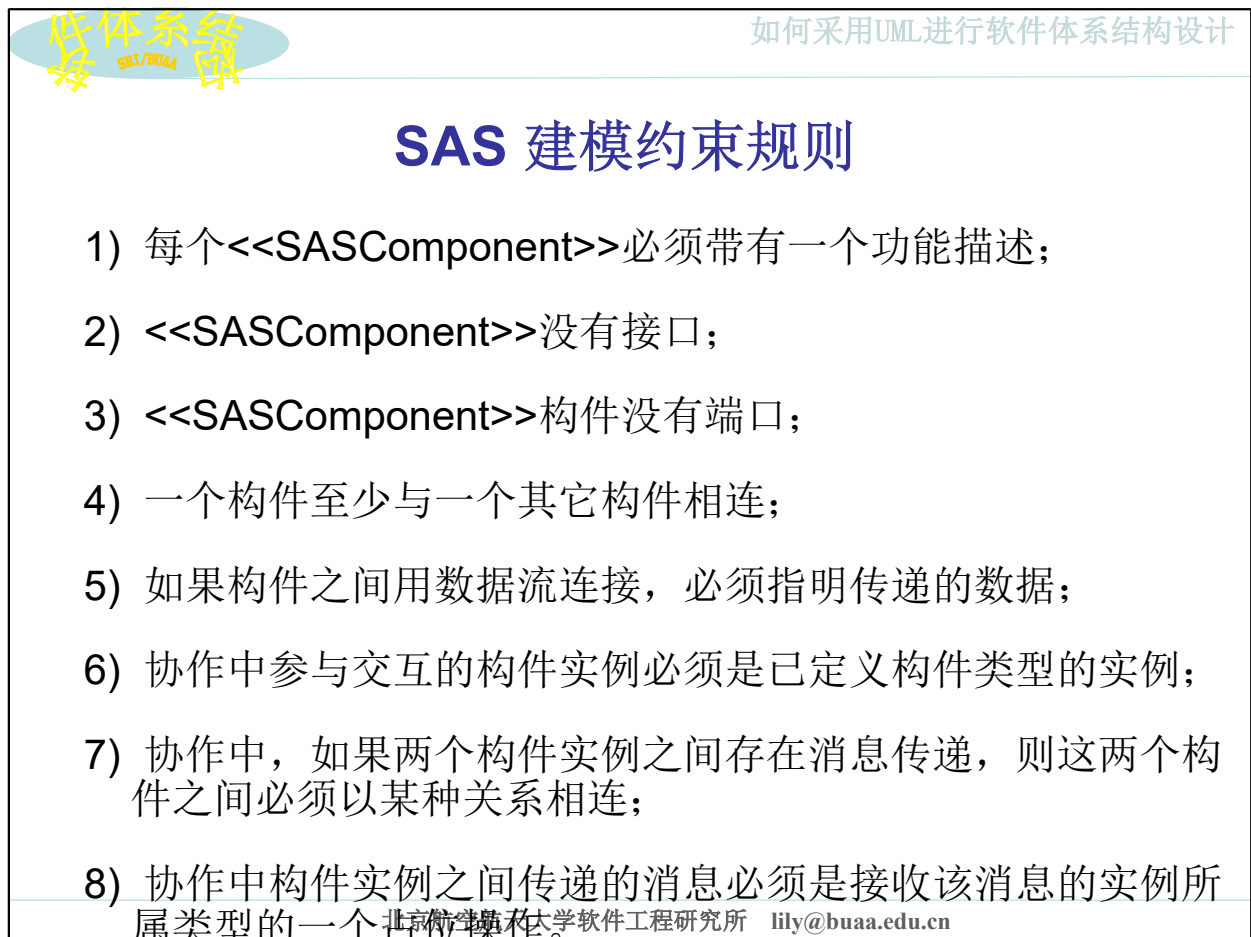 件体系结
SEI/BUAA
如何采用UML进行软件体系结构设计
SAS 建模约束规则
1) 每个<<SASComponent>>必须带有一个功能描述；
2) <<SASComponent>>没有接口；
3) <<SASComponent>>构件没有端口；
4) 一个构件至少与一个其它构件相连；
5) 如果构件之间用数据流连接，必须指明传递的数据；
6) 协作中参与交互的构件实例必须是已定义构件类型的实例；
7) 协作中，如果两个构件实例之间存在消息传递，则这两个构
件之间必须以某种关系相连；
8) 协作中构件实例之间传递的消息必须是接收该消息的实例所
属类型的一个操作。
北京航空航天大学软件工程研究所 lily@buaa.edu.cn